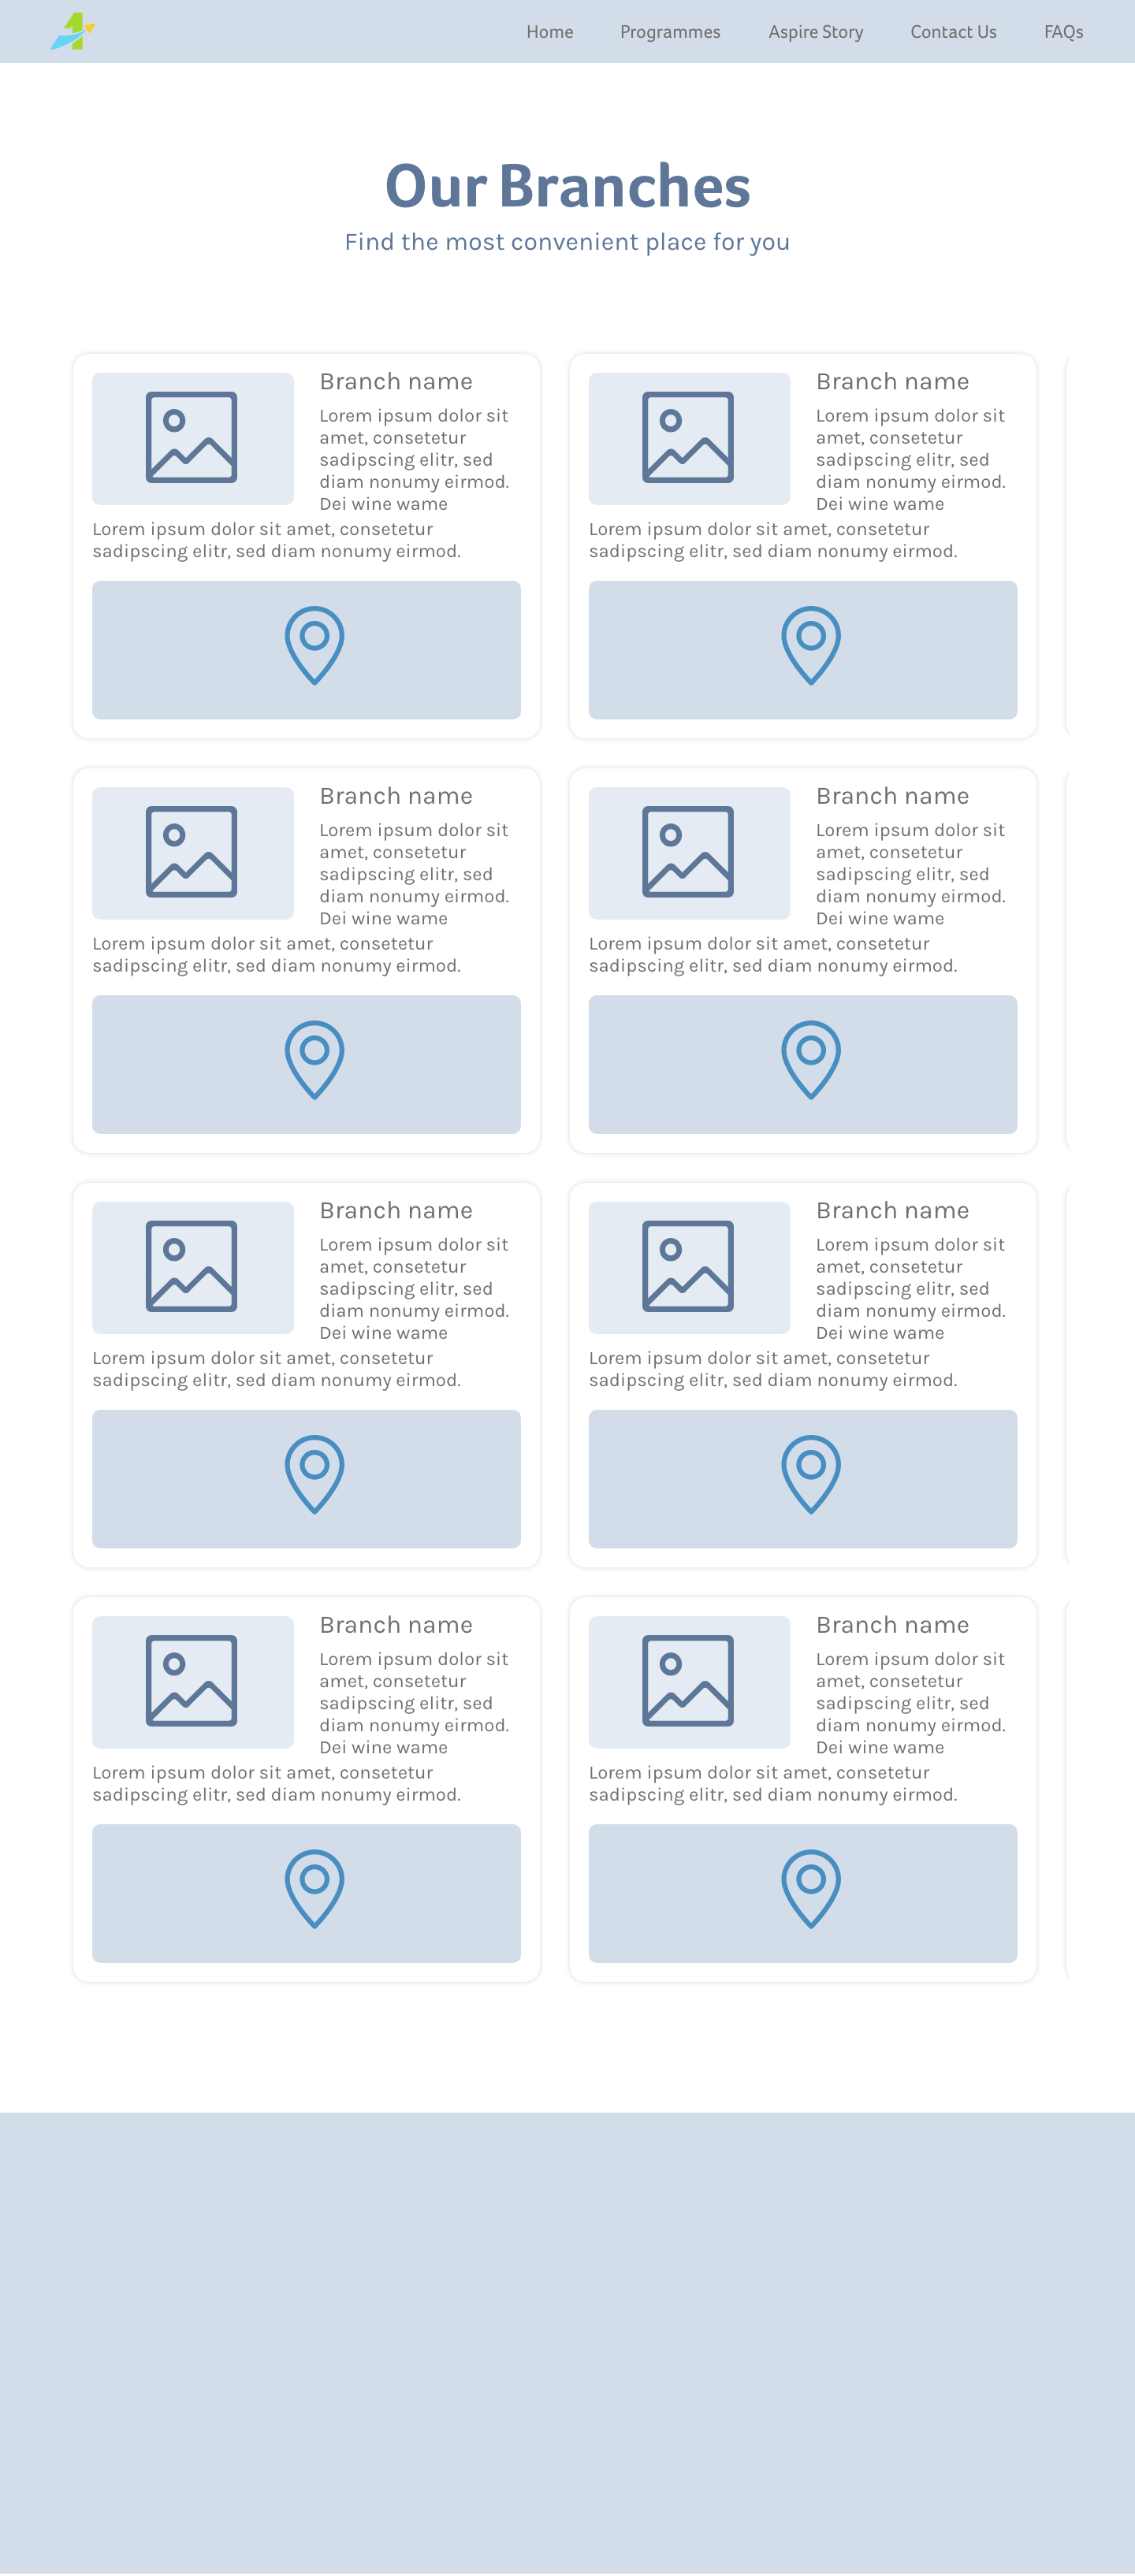 Home Programmes Aspire Story Contact Us FAQs
Our Branches
Find the most convenient place for you
Branch name
Lorem ipsum dolor sit
amet, consetetur
sadipscing elitr, sed
diam nonumy eirmod.
Dei wine wame
Lorem ipsum dolor sit amet, consetetur
sadipscing elitr, sed diam nonumy eirmod.
Branch name
Lorem ipsum dolor sit
amet, consetetur
sadipscing elitr, sed
diam nonumy eirmod.
Dei wine wame
Lorem ipsum dolor sit amet, consetetur
sadipscing elitr, sed diam nonumy eirmod.
Branch name
Lorem ipsum dolor sit
amet, consetetur
sadipscing elitr, sed
diam nonumy eirmod.
Dei wine wame
Lorem ipsum dolor sit amet, consetetur
sadipscing elitr, sed diam nonumy eirmod.
Branch name
Lorem ipsum dolor sit
amet, consetetur
sadipscing elitr, sed
diam nonumy eirmod.
Dei wine wame
Lorem ipsum dolor sit amet, consetetur
sadipscing elitr, sed diam nonumy eirmod.
Branch name
Lorem ipsum dolor sit
amet, consetetur
sadipscing elitr, sed
diam nonumy eirmod.
Dei wine wame
Lorem ipsum dolor sit amet, consetetur
sadipscing elitr, sed diam nonumy eirmod.
Branch name
Lorem ipsum dolor sit
amet, consetetur
sadipscing elitr, sed
diam nonumy eirmod.
Dei wine wame
Lorem ipsum dolor sit amet, consetetur
sadipscing elitr, sed diam nonumy eirmod.
Branch name
Lorem ipsum dolor sit
amet, consetetur
sadipscing elitr, sed
diam nonumy eirmod.
Dei wine wame
Lorem ipsum dolor sit amet, consetetur
sadipscing elitr, sed diam nonumy eirmod.
Branch name
Lorem ipsum dolor sit
amet, consetetur
sadipscing elitr, sed
diam nonumy eirmod.
Dei wine wame
Lorem ipsum dolor sit amet, consetetur
sadipscing elitr, sed diam nonumy eirmod.